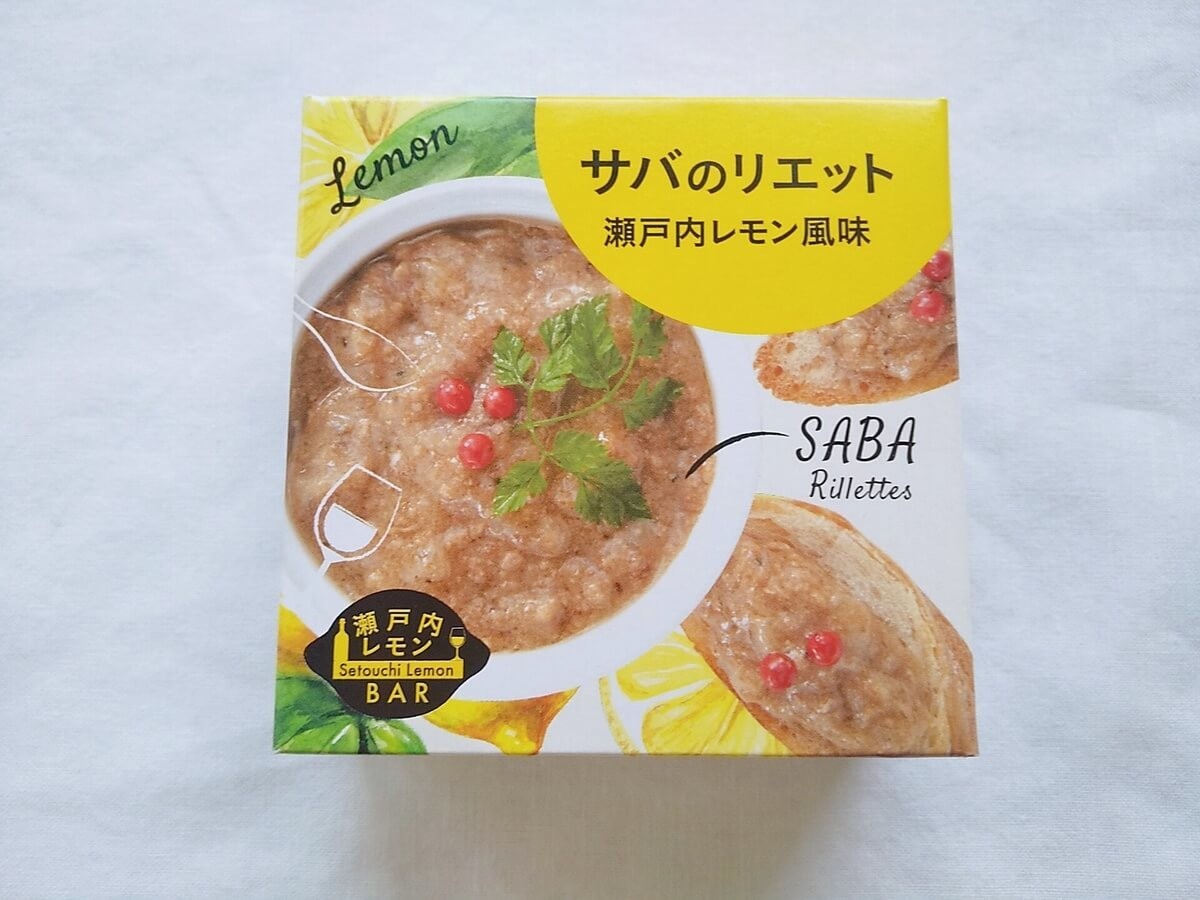 Lemon
サバのリエット
瀬戸内レモン風味
SABA
Rillettes
瀬戸内
レモン
Setouchi Lemon
BAR